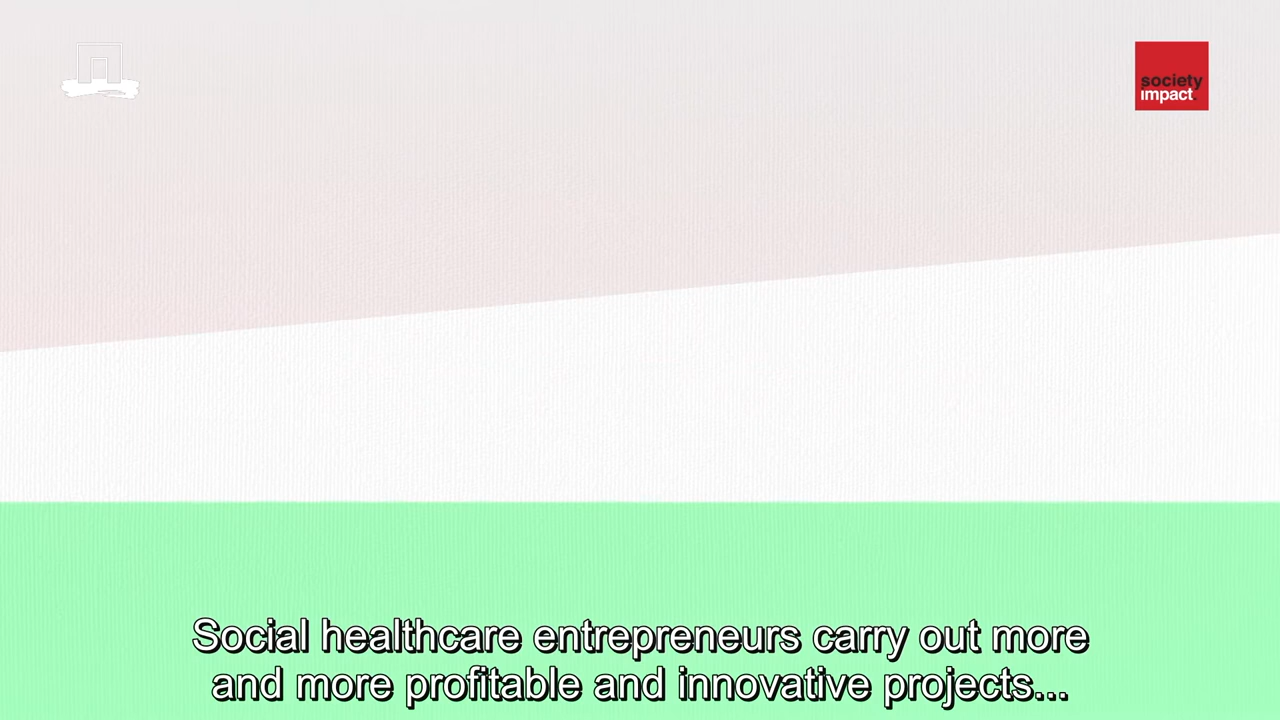 society
impact.
Social healthcare entrepreneurs carry out more
and more profitable and innovative projects...